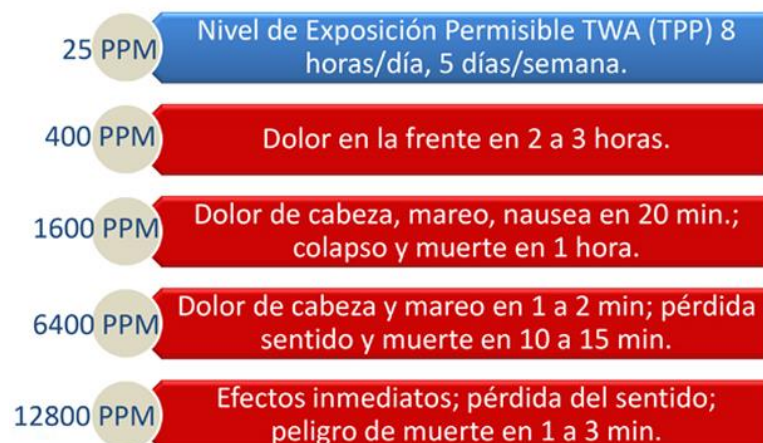 25 PPM
Nivel de Exposición Permisible TWA (TPP) 8
horas/día, 5 días/semana.
400 PPM
Dolor en la frente en 2 a 3 horas.
1600 PPM
Dolor de cabeza, mareo, nausea en 20 min.;
colapso y muerte en 1 hora.
6400 PPM
Dolor de cabeza y mareo en 1 a 2 min; pérdida
sentido y muerte en 10 a 15 min.
12800 PPM
Efectos inmediatos; pérdida del sentido;
peligro de muerte en 1 a 3 min.